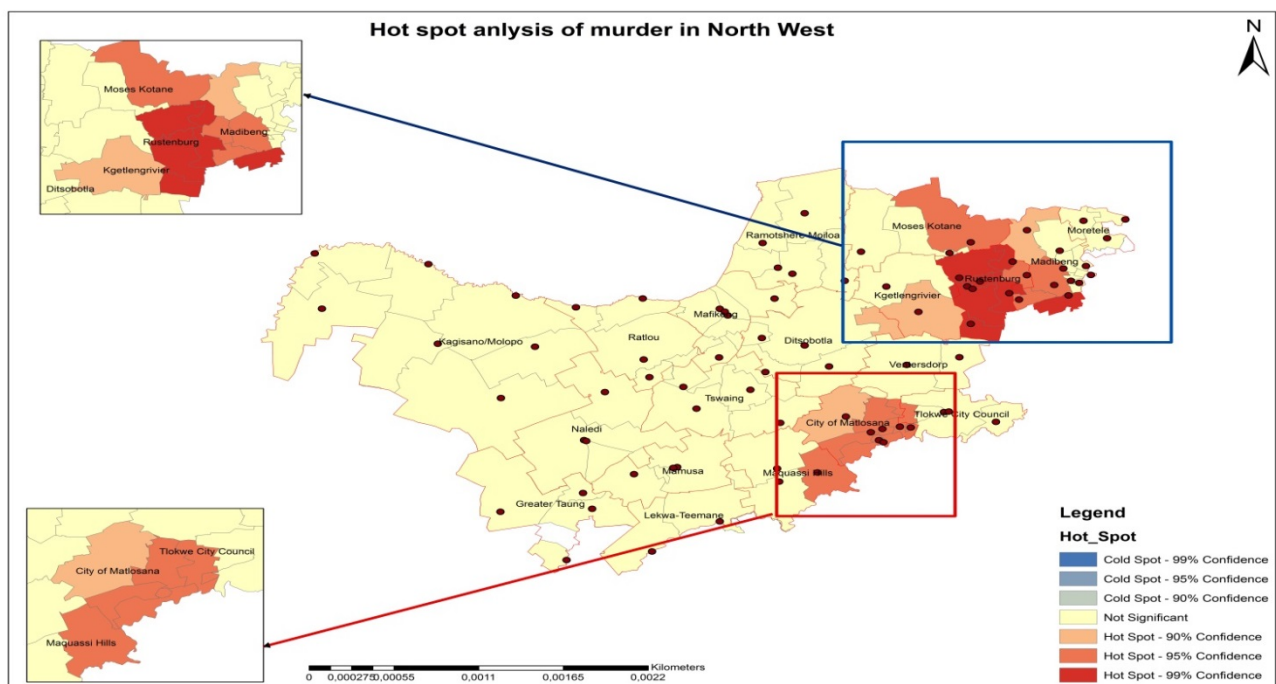 Hot spot anlysis of murder in North West
N
Moses Kotane
Rustenburg
Madibeng
Kgetlengrivier
Ditsobotla
Ramotshere Moiloa
Moses Kotane
Moretele
Madibeng
Rustenburg
Kgetlengrivier
Mafikeng
Kagisano/Molopo
Ratlou
Ditsobotla
Ventersdorp
Tswaing
Tlokwe City Council
City of Matlosana
Naledi
Mamusa
Maquassi Hills
Greater Taung
Lekwa-Teemane
Tlokwe City Council
City of Matlosana
Maquassi Hills
Legend
Hot_Spot
Cold Spot - 99% Confidence
Cold Spot - 95% Confidence
Cold Spot - 90% Confidence
Not Significant
Hot Spot - 90% Confidence
Hot Spot - 95% Confidence
Hot Spot - 99% Confidence
Kilometers
0 0,000275 0,00055 0,0011 0,00165 0,0022